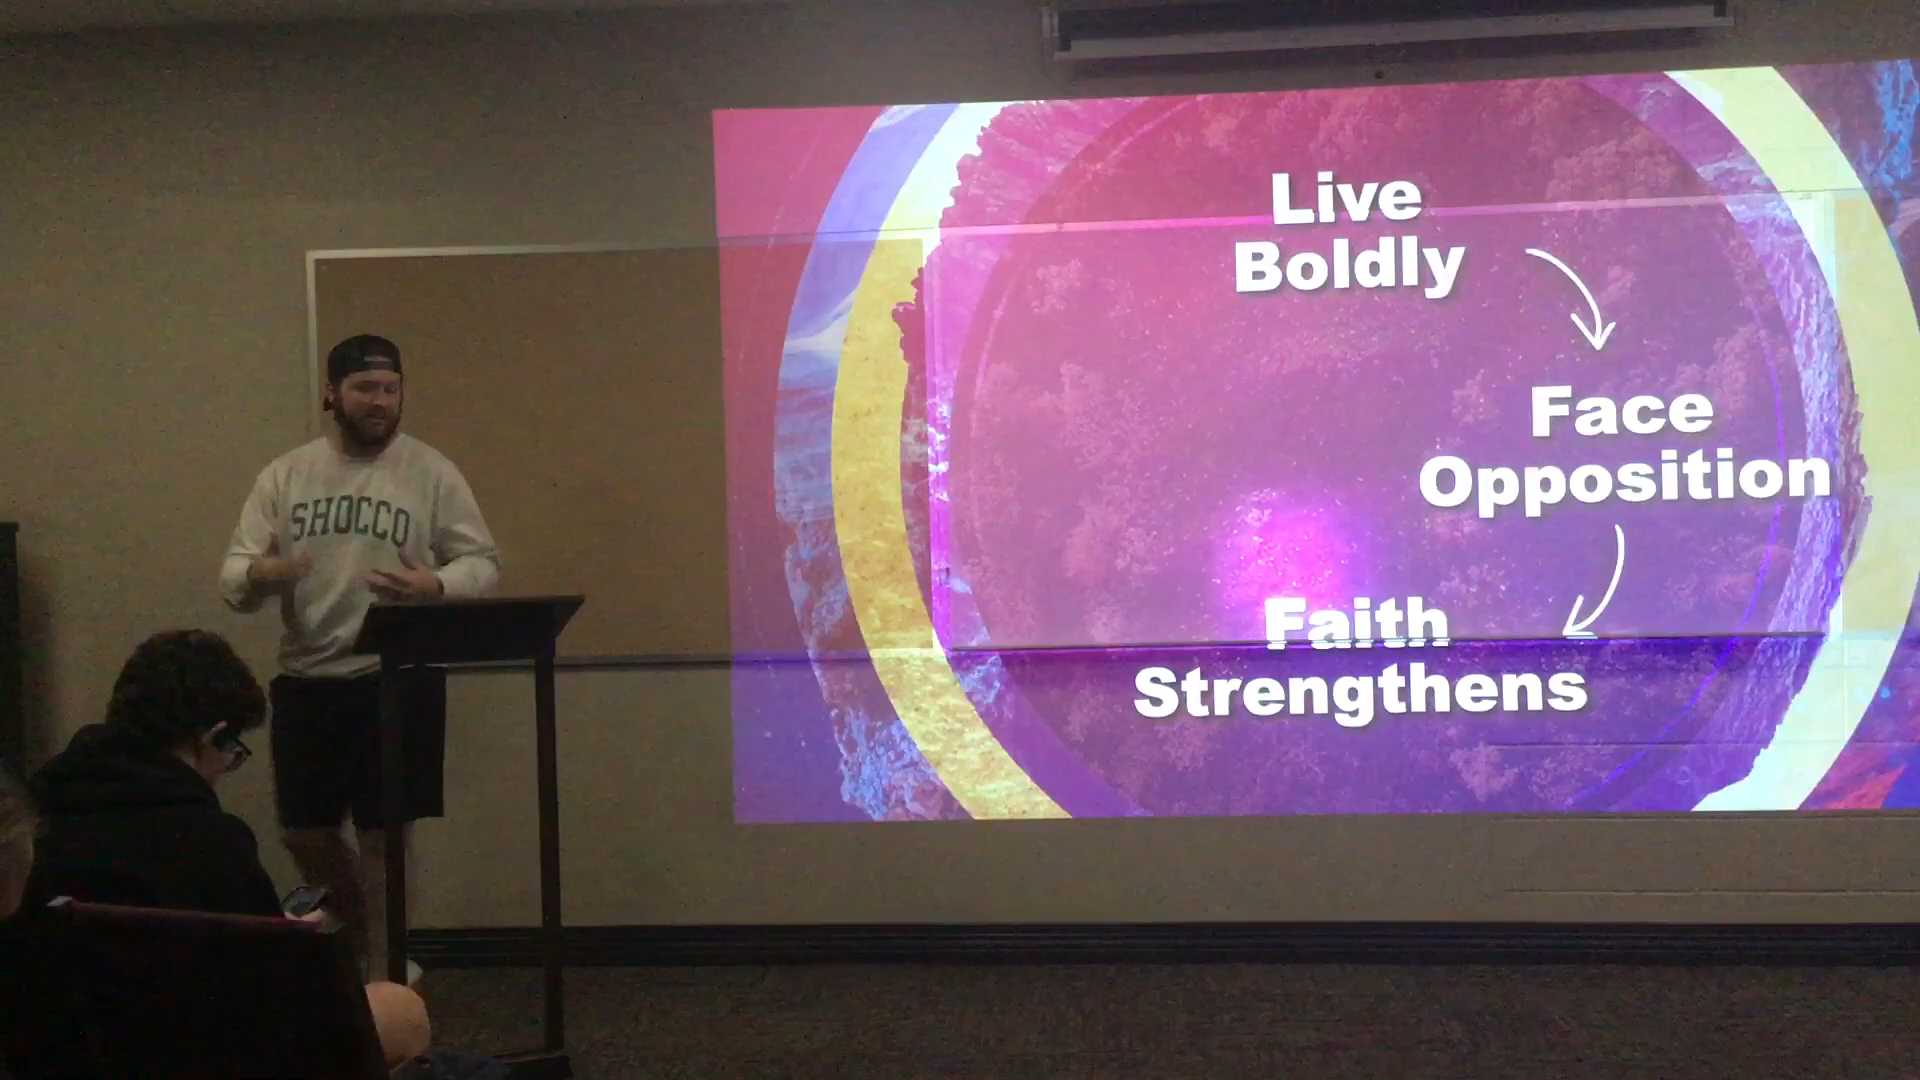 Live
Boldly
Face
Opposition
Faith
Strengthens
SHOCCO